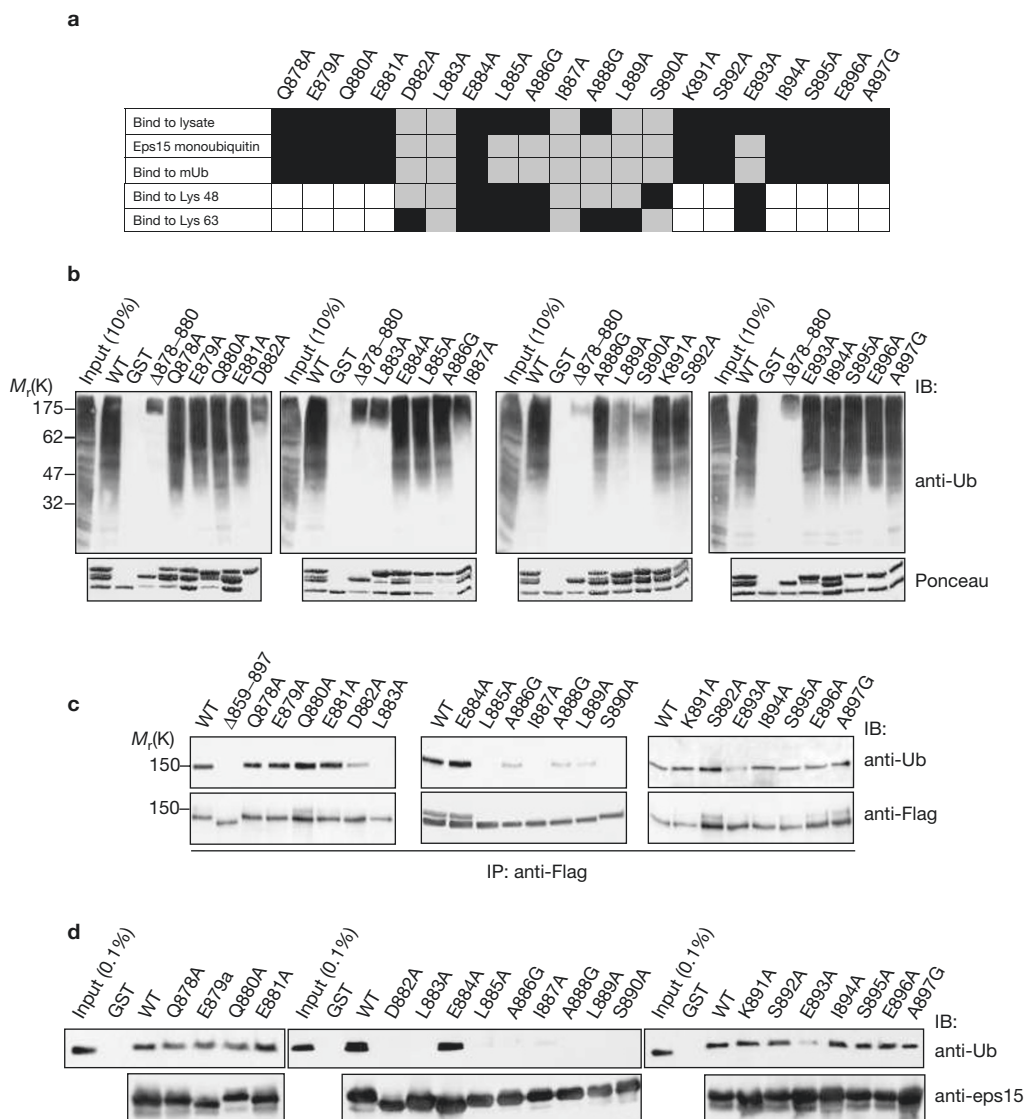 a
Q878A E879A Q880A E881A D882A L883A E884A L885A A886G I887A A888G L889A S890A K891A S892A E893A I894A S895A E896A A897G
Bind to lysate
Eps15 monoubiquitin
Bind to mUb
Bind to Lys 48
Bind to Lys 63
b
Input (10%) WT GST Δ878–880 Q878A E879A Q880A E881A D882A
Input (10%) WT GST Δ878–880 L883A E884A L885A A886G I887A
Input (10%) WT GST Δ878–880 A888G L889A S890A K891A S892A
Input (10%) WT GST Δ878–880 E893A I894A S895A E896A A897G
Mr(K)
IB:
175
62
47
32
anti-Ub
Ponceau
c
WT Δ859–897 Q878A E879A Q880A E881A D882A L883A
WT E884A L885A A886G I887A A888G L889A S890A
WT K891A S892A E893A I894A S895A E896A A897G
Mr(K)
IB:
150
anti-Ub
150
anti-Flag
IP: anti-Flag
d
Input (0.1%) GST WT Q878A E879a Q880A E881A
Input (0.1%) GST WT D882A L883A E884A L885A A886G I887A A888G L889A S890A
Input (0.1%) GST WT K891A S892A E893A I894A S895A E896A A897G
IB:
anti-Ub
anti-eps15